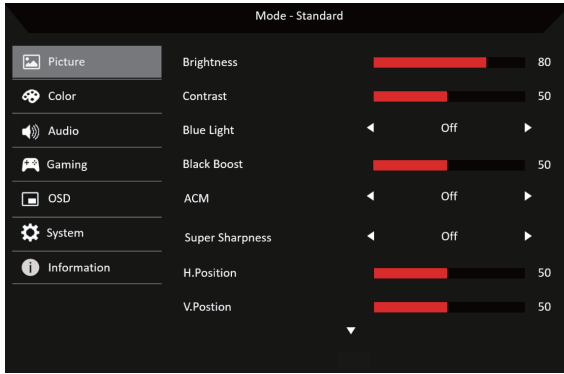 Mode - Standard
Picture
Color
Audio
Gaming
OSD
System
Information
Brightness 80
Contrast 50
Blue Light Off
Black Boost 50
ACM Off
Super Sharpness Off
H.Position 50
V.Postion 50